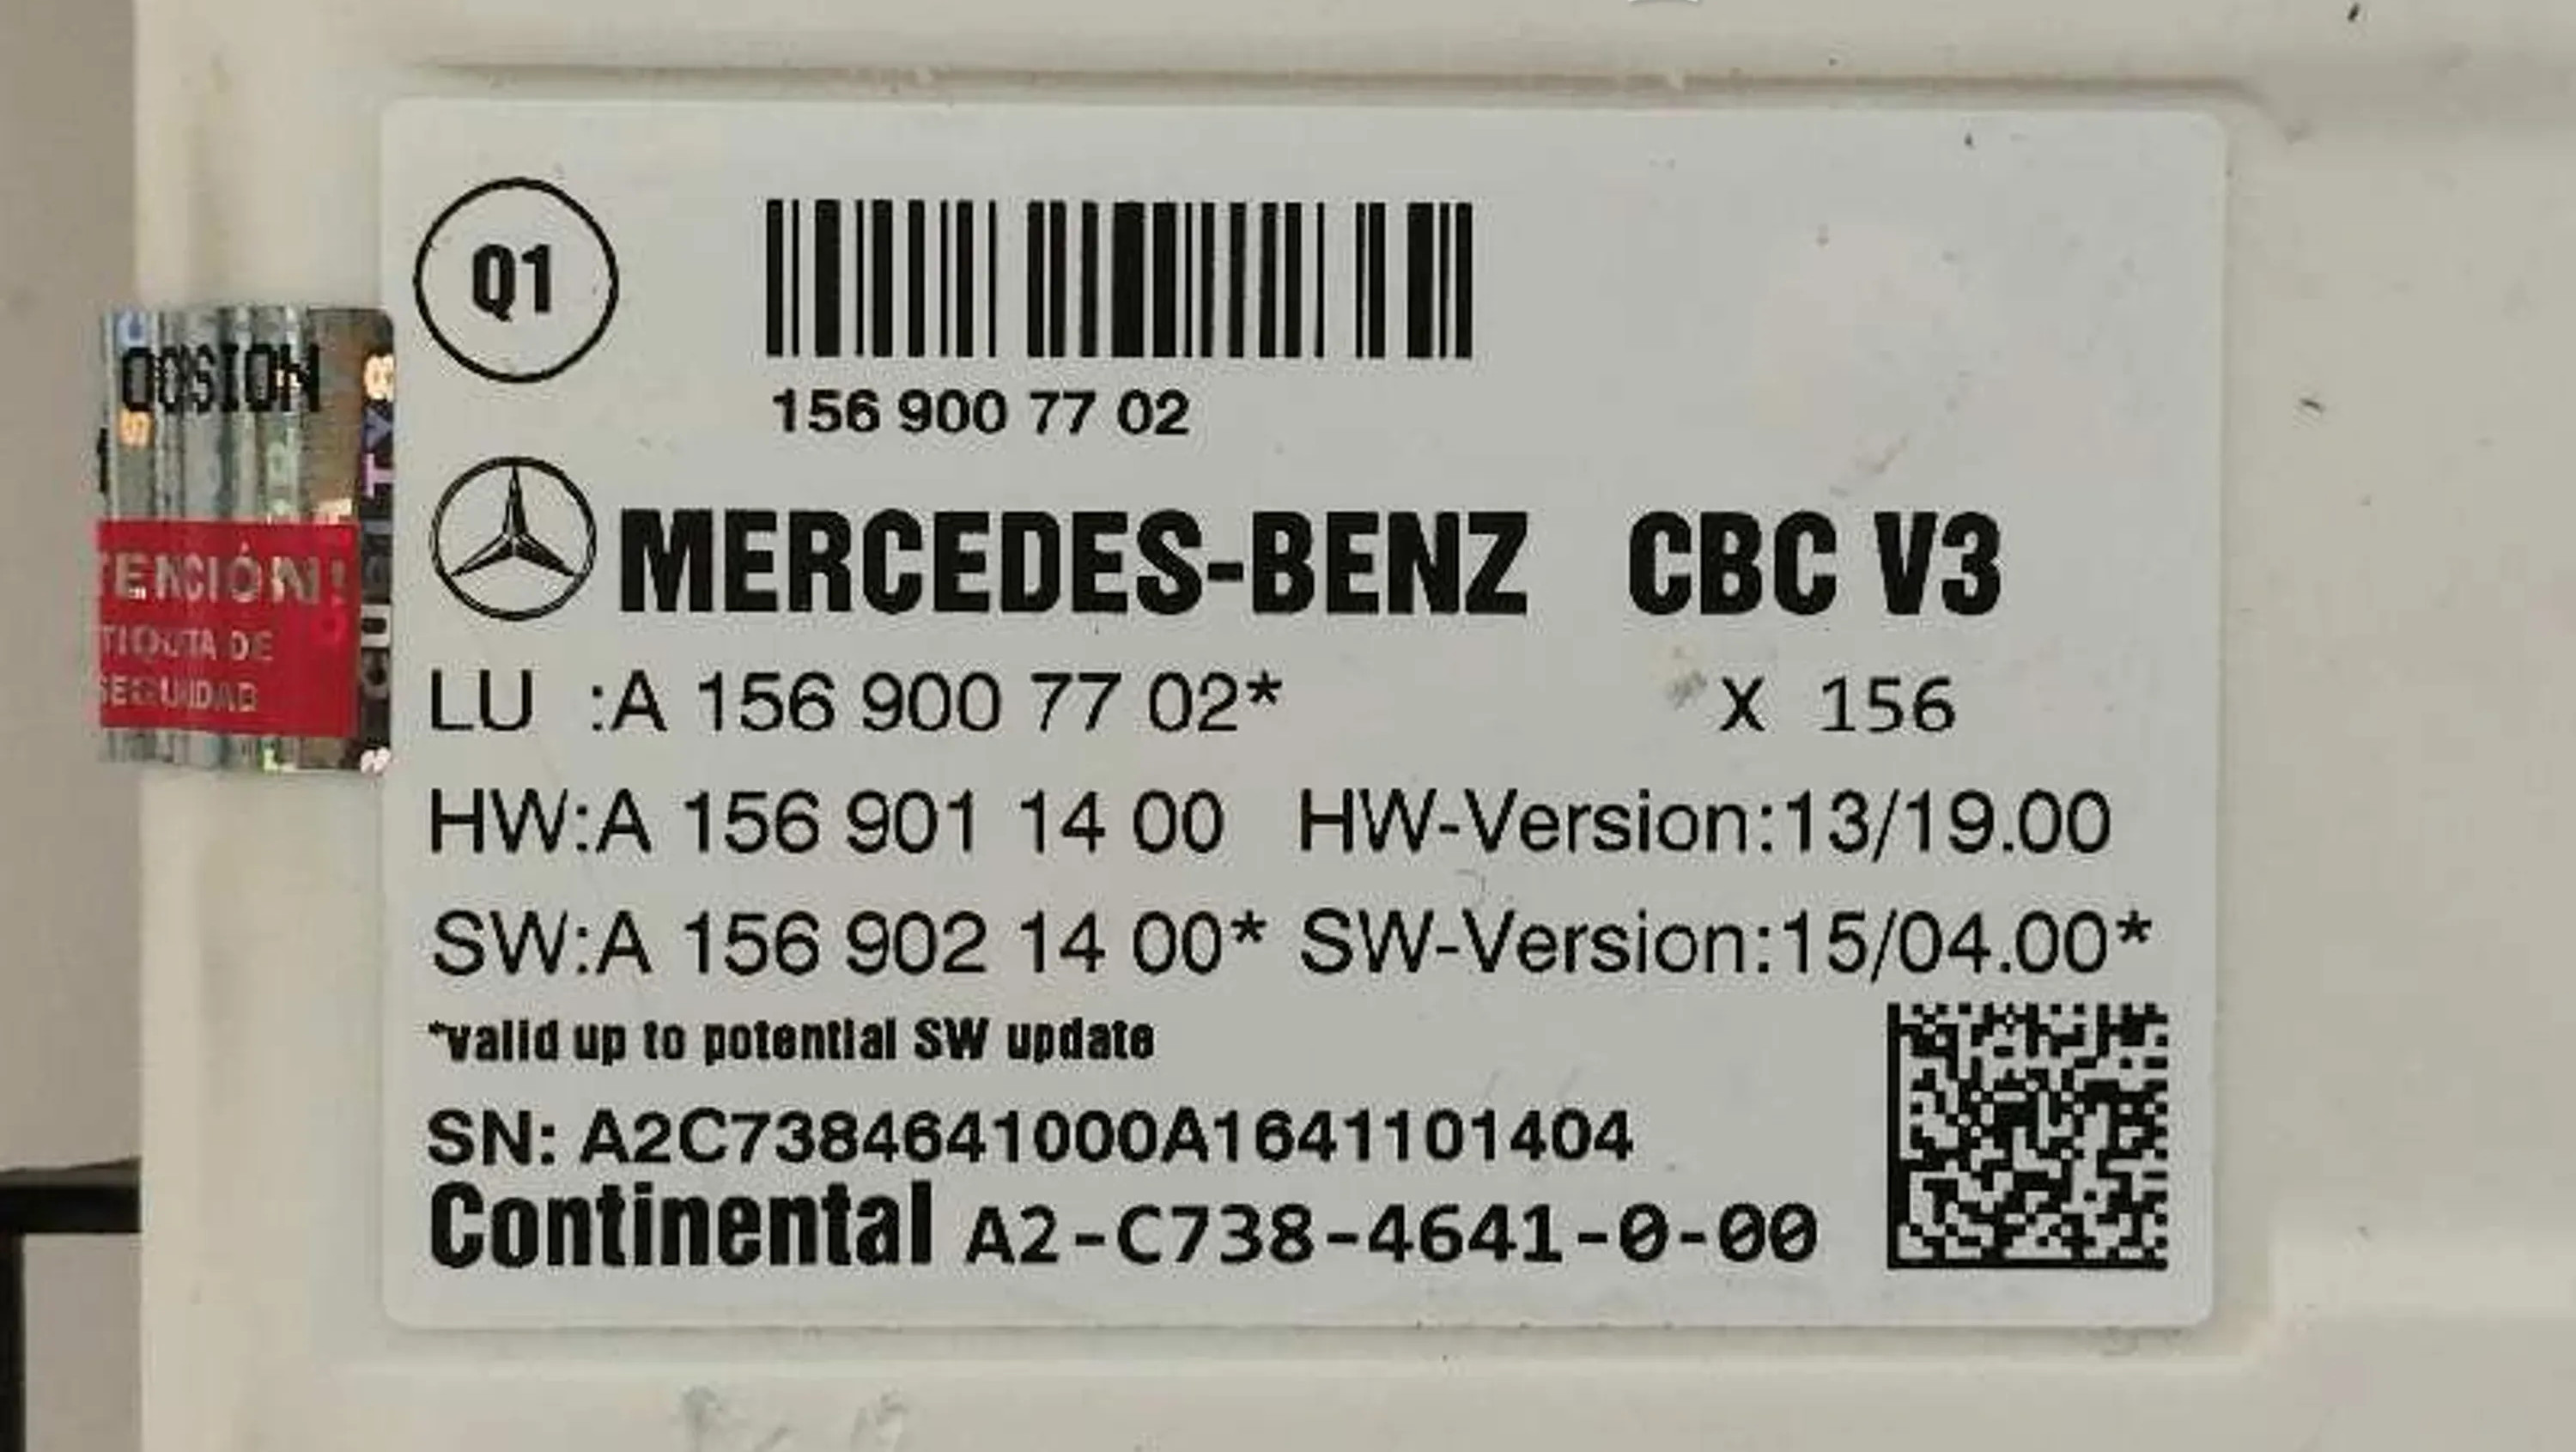 Q1
156 900 77 02
MERCEDES-BENZ CBC V3
LU :A 156 900 77 02* X 156
HW:A 156 901 14 00 HW-Version:13/19.00
SW:A 156 902 14 00* SW-Version:15/04.00*
*valid up to potential SW update
SN: A2C7384641000A1641101404
Continental A2-C738-4641-0-00
TENCIÓN!
TIQUETA DE
SEGURIDAD